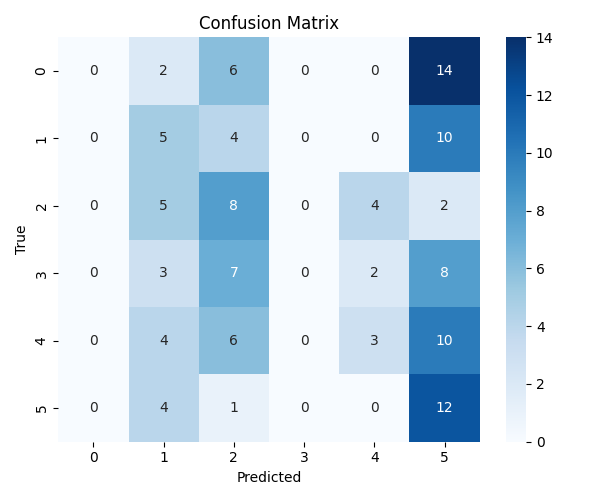 Confusion Matrix
0 0 2 6 0 0 14
1 0 5 4 0 0 10
2 0 5 8 0 4 2
3 0 3 7 0 2 8
4 0 4 6 0 3 10
5 0 4 1 0 0 12
0 1 2 3 4 5
True
Predicted
14
12
10
8
6
4
2
0